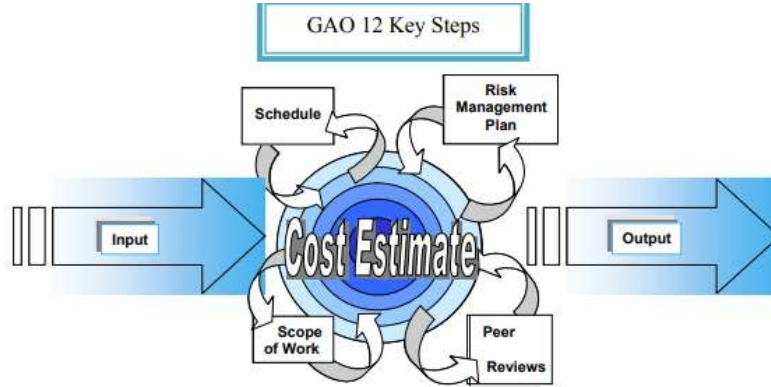 GAO 12 Key Steps
Schedule
Risk
Management
Plan
Input
Cost Estimate
Output
Scope
of Work
Peer
Reviews